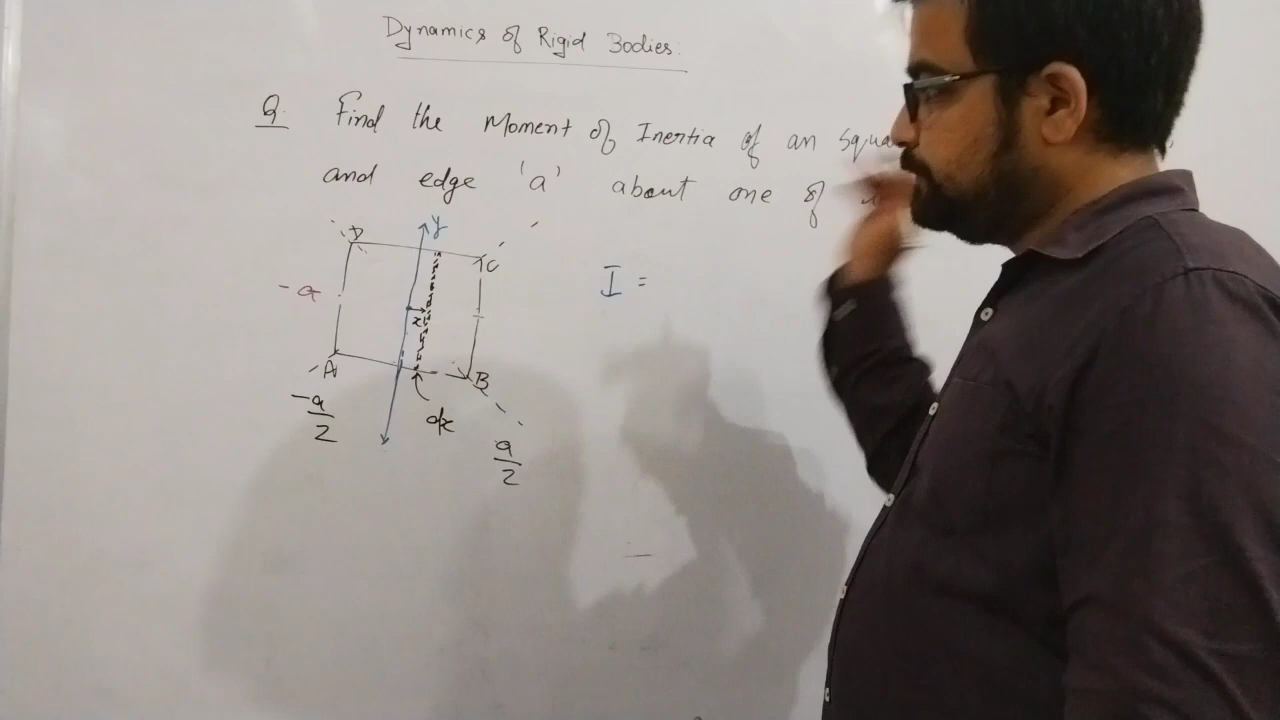 Dynamics of Rigid Bodies:
Q. Find the Moment of Inertia of an
and edge 'a' about one of
y
D
C
-a
I =
x
A
B
-a/2
dx
a/2